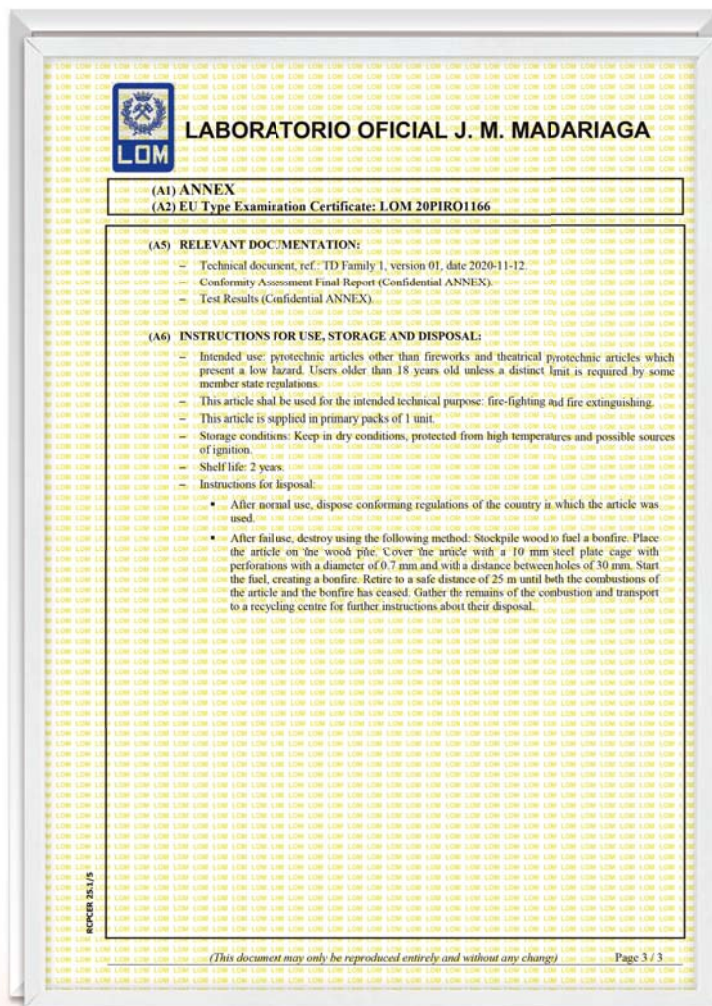 LOM
LABORATORIO OFICIAL J. M. MADARIAGA
(A1) ANNEX
(A2) EU Type Examination Certificate: LOM 20PIRO1166
(A5) RELEVANT DOCUMENTATION:
– Technical document, ref.: TD Family 1, version 01, date 2020-11-12.
– Conformity Assessment Final Report (Confidential ANNEX).
– Test Results (Confidential ANNEX).
(A6) INSTRUCTIONS FOR USE, STORAGE AND DISPOSAL:
– Intended use: pyrotechnic articles other than fireworks and theatrical pyrotechnic articles which
present a low hazard. Users older than 18 years old unless a distinct limit is required by some
member state regulations.
– This article shal be used for the intended technical purpose: fire-fighting and fire extinguishing.
– This article is supplied in primary packs of 1 unit.
– Storage conditions: Keep in dry conditions, protected from high temperatures and possible sources
of ignition.
– Shelf life: 2 years.
– Instructions for disposal:
▪ After normal use, dispose conforming regulations of the country in which the article was
used.
▪ After failuse, destroy using the following method: Stockpile wood to fuel a bonfire. Place
the article on the wood pile. Cover the article with a 10 mm steel plate cage with
perforations with a diameter of 0.7 mm and with a distance between holes of 30 mm. Start
the fuel, creating a bonfire. Retire to a safe distance of 25 m until both the combustions of
the article and the bonfire has ceased. Gather the remains of the combustion and transport
to a recycling centre for further instructions about their disposal.
RCPCER 25.1/5
(This document may only be reproduced entirely and without any change) Page 3 / 3